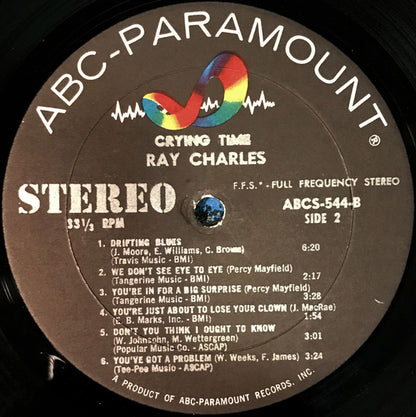 ABC-PARAMOUNT®
CRYING TIME
RAY CHARLES
STEREO
33 1/3 RPM
F.F.S.* - FULL FREQUENCY STEREO
ABCS-544-B
SIDE 2
1. DRIFTING BLUES
(J. Moore, E. Williams, C. Brown) 6:20
(Travis Music - BMI)
2. WE DON'T SEE EYE TO EYE (Percy Mayfield)
(Tangerine Music - BMI) 2:17
3. YOU'RE IN FOR A BIG SURPRISE (Percy Mayfield)
(Tangerine Music - BMI) 3:28
4. YOU'RE JUST ABOUT TO LOSE YOUR CLOWN (J. MacRae)
(E. B. Marks, Inc. - BMI) 3:10
5. DON'T YOU THINK I OUGHT TO KNOW
(W. Johnson, M. Wettergreen) 3:01
(Popular Music Co. - ASCAP)
6. YOU'VE GOT A PROBLEM (W. Weeks, F. James) 3:24
(Tee-Pee Music - ASCAP)
A PRODUCT OF ABC-PARAMOUNT RECORDS, INC.